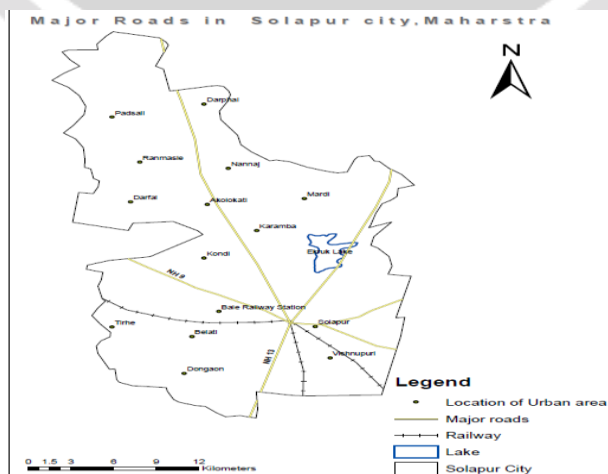 Major Roads in Solapur city,Maharstra
N
Darphal
Padsali
Ranmasle
Nannaj
Darfal
Akolokati
Mardi
Karamba
Ekruk Lake
Kondi
NH 9
Bale Railway Station
Tirhe
Solapur
Belati
Vishnupuri
NH 13
Dongaon
Legend
Location of Urban area
Major roads
Railway
Lake
Solapur City
0 1.5 3 6 9 12
Kilometers